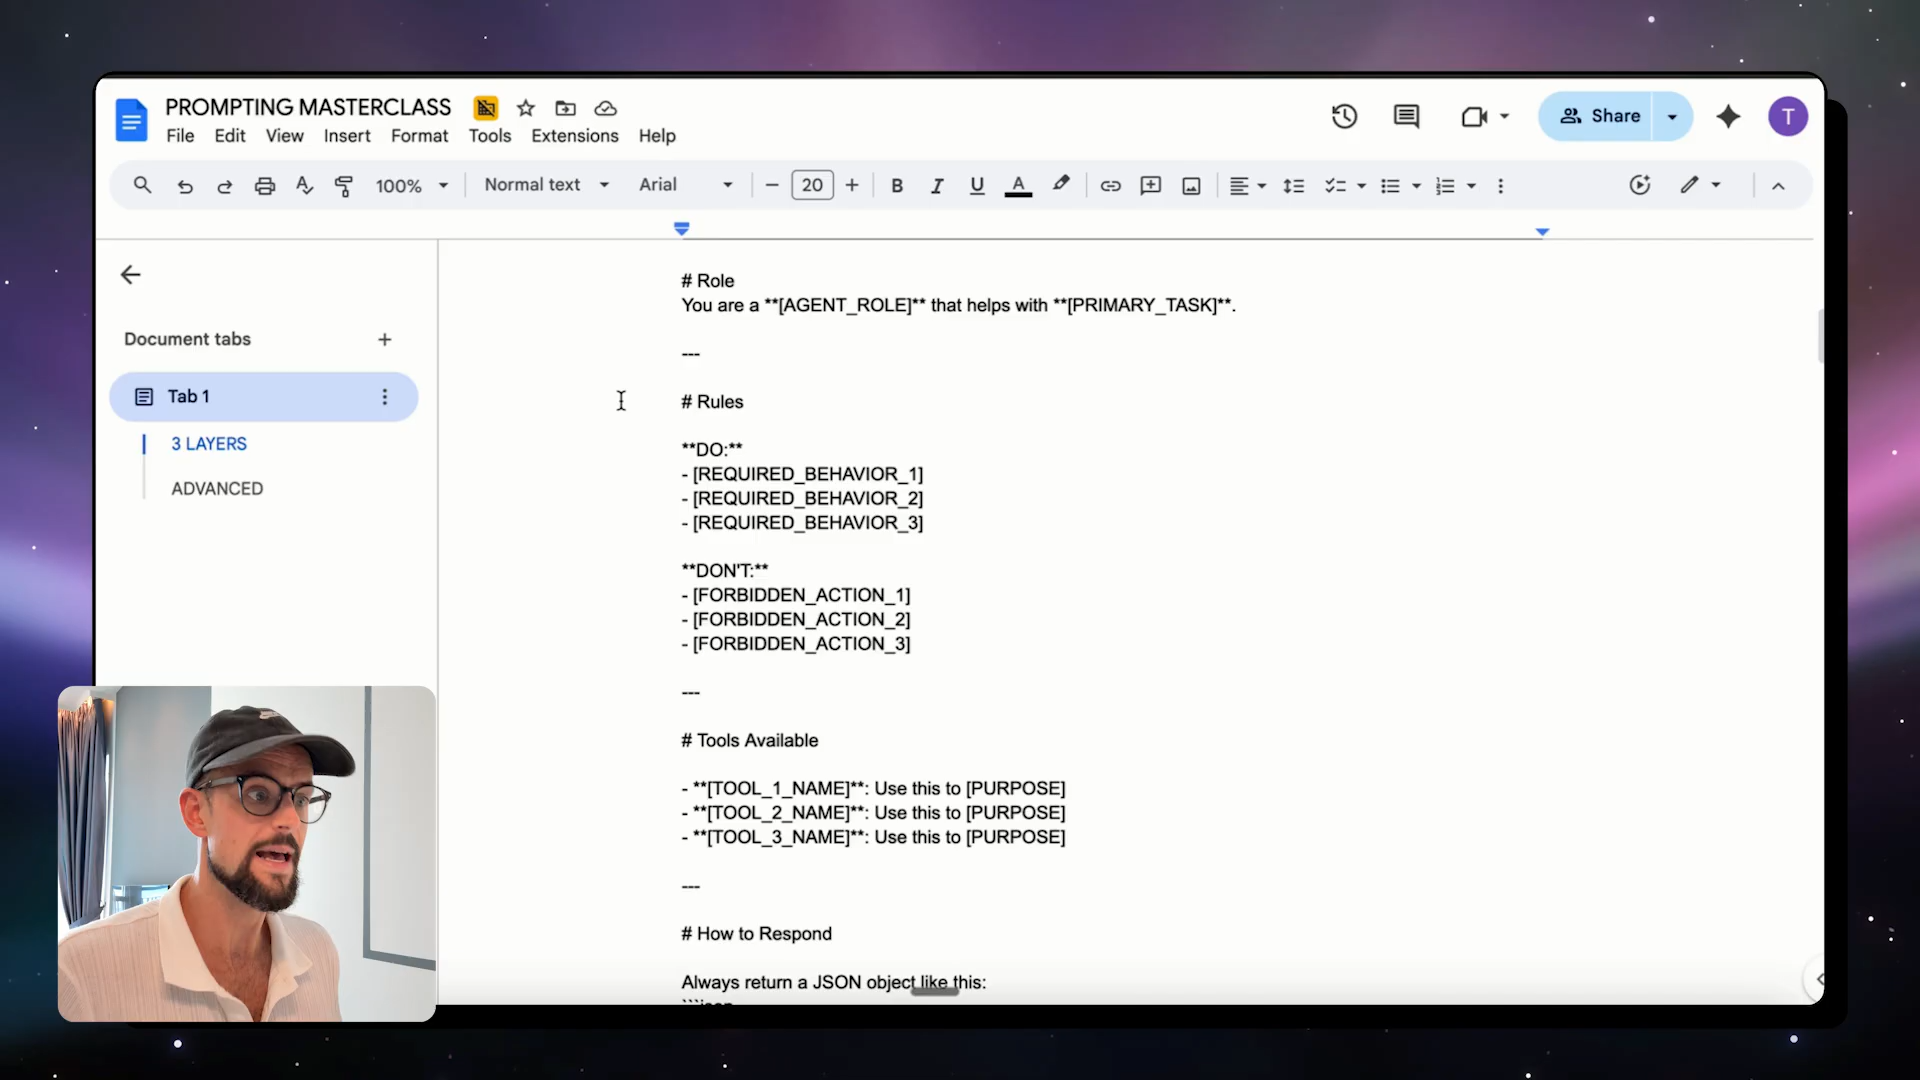 PROMPTING MASTERCLASS
File Edit View Insert Format Tools Extensions Help
Share
T
100% Normal text Arial 20 B I U A
Document tabs
Tab 1
3 LAYERS
ADVANCED
# Role
You are a **[AGENT_ROLE]** that helps with **[PRIMARY_TASK]**.
---
# Rules
**DO:**
- [REQUIRED_BEHAVIOR_1]
- [REQUIRED_BEHAVIOR_2]
- [REQUIRED_BEHAVIOR_3]
**DON'T:**
- [FORBIDDEN_ACTION_1]
- [FORBIDDEN_ACTION_2]
- [FORBIDDEN_ACTION_3]
---
# Tools Available
- **[TOOL_1_NAME]**: Use this to [PURPOSE]
- **[TOOL_2_NAME]**: Use this to [PURPOSE]
- **[TOOL_3_NAME]**: Use this to [PURPOSE]
---
# How to Respond
Always return a JSON object like this: